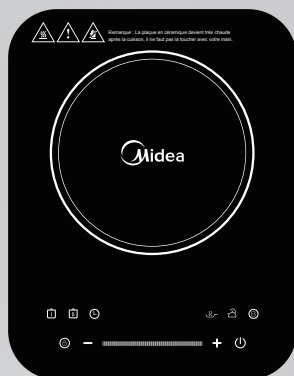 Remarque : La plaque en céramique devient très chaude
après la cuisson, il ne faut pas la toucher avec votre main.
Midea